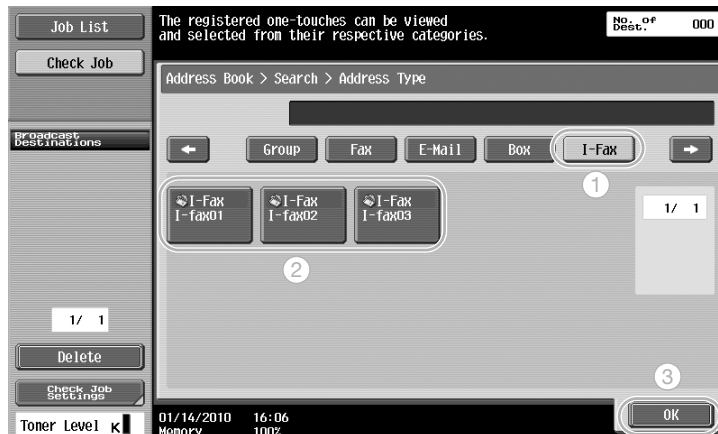 Job List
Check Job
Broadcast
Destinations
1/ 1
Delete
Check Job
Settings
Toner Level K
The registered one-touches can be viewed
and selected from their respective categories.
No. of
Dest. 000
Address Book > Search > Address Type
Group Fax E-Mail Box I-Fax
1
I-Fax
I-fax01
I-Fax
I-fax02
I-Fax
I-fax03
2
1/ 1
3
OK
01/14/2010 16:06
Memory 100%